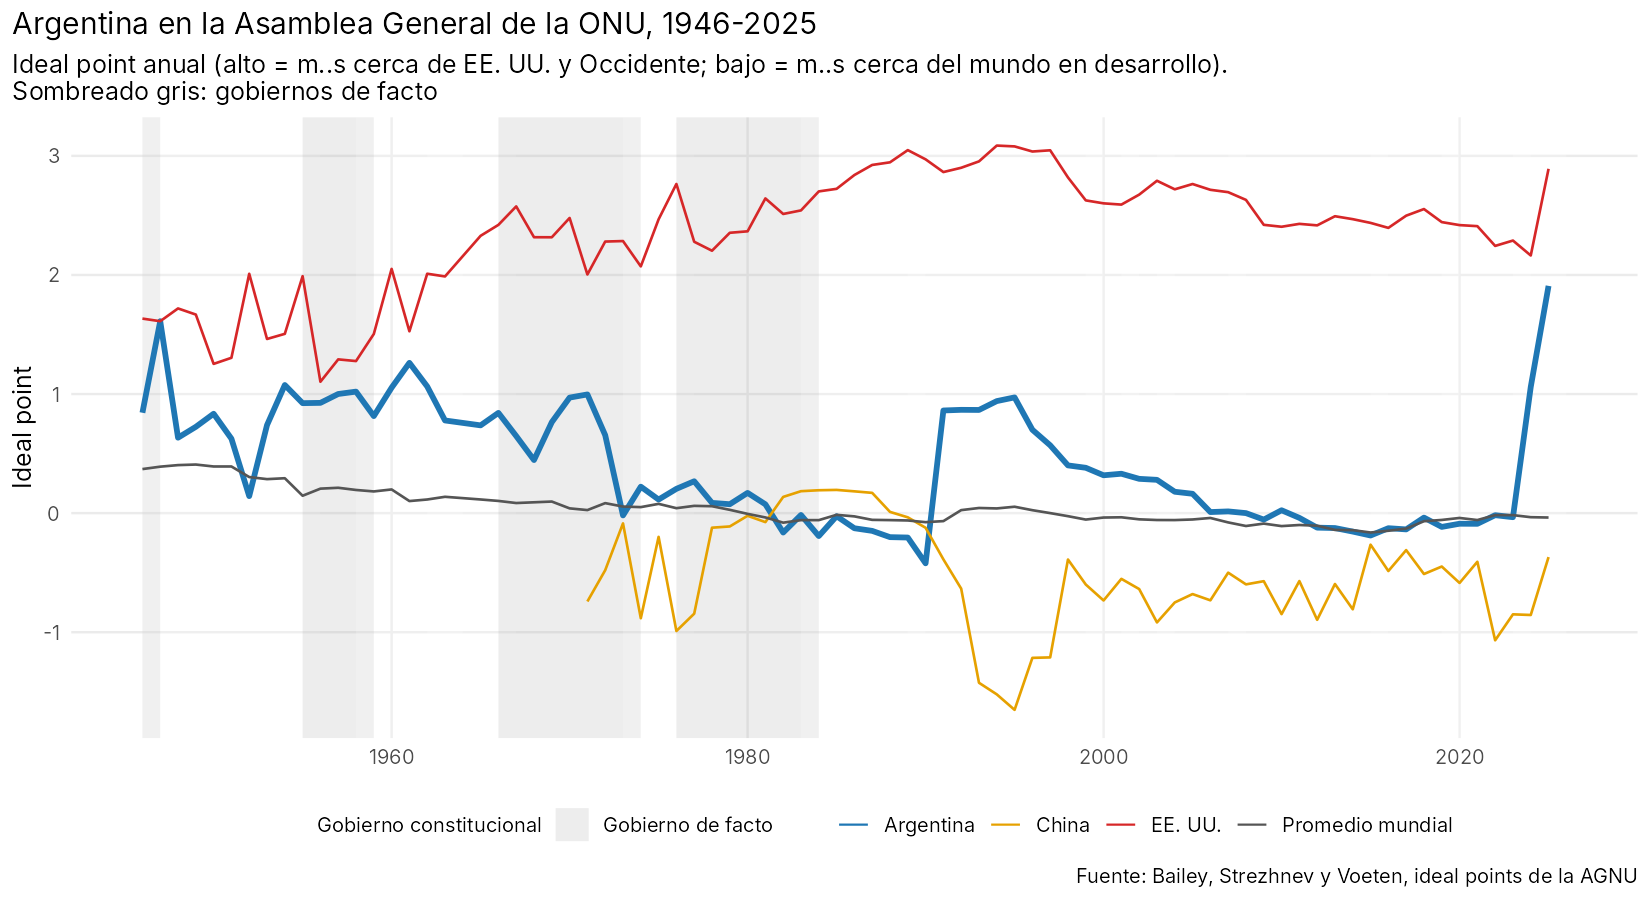 Argentina en la Asamblea General de la ONU, 1946-2025
Ideal point anual (alto = m..s cerca de EE. UU. y Occidente; bajo = m..s cerca del mundo en desarrollo).
Sombreado gris: gobiernos de facto
Ideal point
3
2
1
0
-1
1960
1980
2000
2020
Gobierno constitucional
Gobierno de facto
Argentina
China
EE. UU.
Promedio mundial
Fuente: Bailey, Strezhnev y Voeten, ideal points de la AGNU